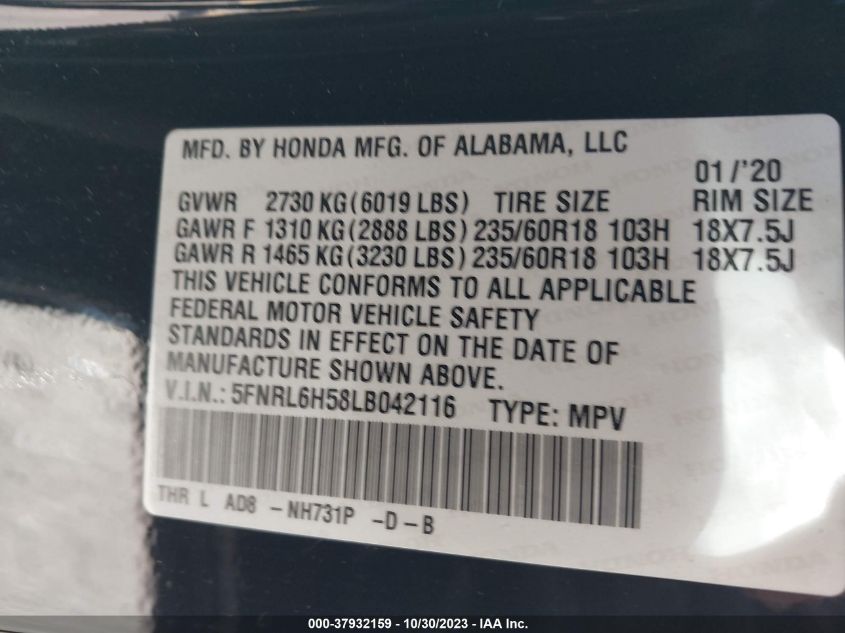 MFD. BY HONDA MFG. OF ALABAMA, LLC
01/'20
GVWR 2730 KG(6019 LBS) TIRE SIZE RIM SIZE
GAWR F 1310 KG(2888 LBS) 235/60R18 103H 18X7.5J
GAWR R 1465 KG(3230 LBS) 235/60R18 103H 18X7.5J
THIS VEHICLE CONFORMS TO ALL APPLICABLE
FEDERAL MOTOR VEHICLE SAFETY
STANDARDS IN EFFECT ON THE DATE OF
MANUFACTURE SHOWN ABOVE.
V.I.N.: 5FNRL6H58LB042116 TYPE: MPV
THR L AD8 -NH731P -D-B
000-37932159 - 10/30/2023 - IAA Inc.